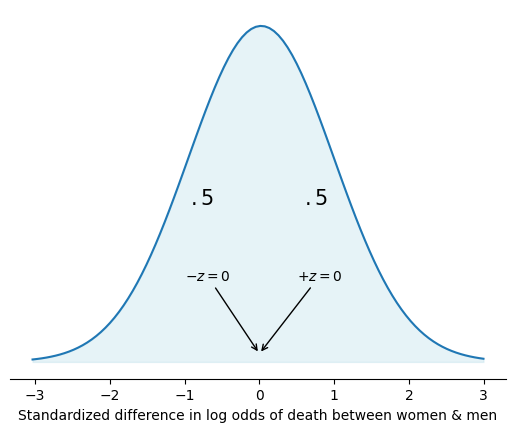 .5 .5
−z = 0 +z = 0
−3 −2 −1 0 1 2 3
Standardized difference in log odds of death between women & men